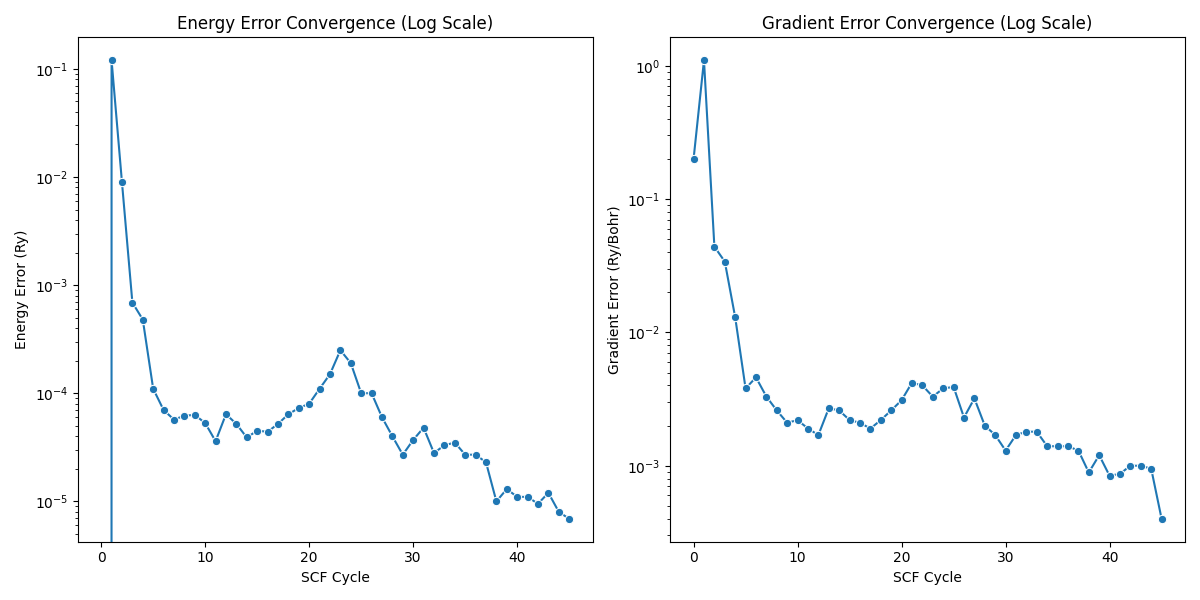 Energy Error Convergence (Log Scale)
Energy Error (Ry)
10⁻¹
10⁻²
10⁻³
10⁻⁴
10⁻⁵
0 10 20 30 40
SCF Cycle
Gradient Error Convergence (Log Scale)
Gradient Error (Ry/Bohr)
10⁰
10⁻¹
10⁻²
10⁻³
0 10 20 30 40
SCF Cycle